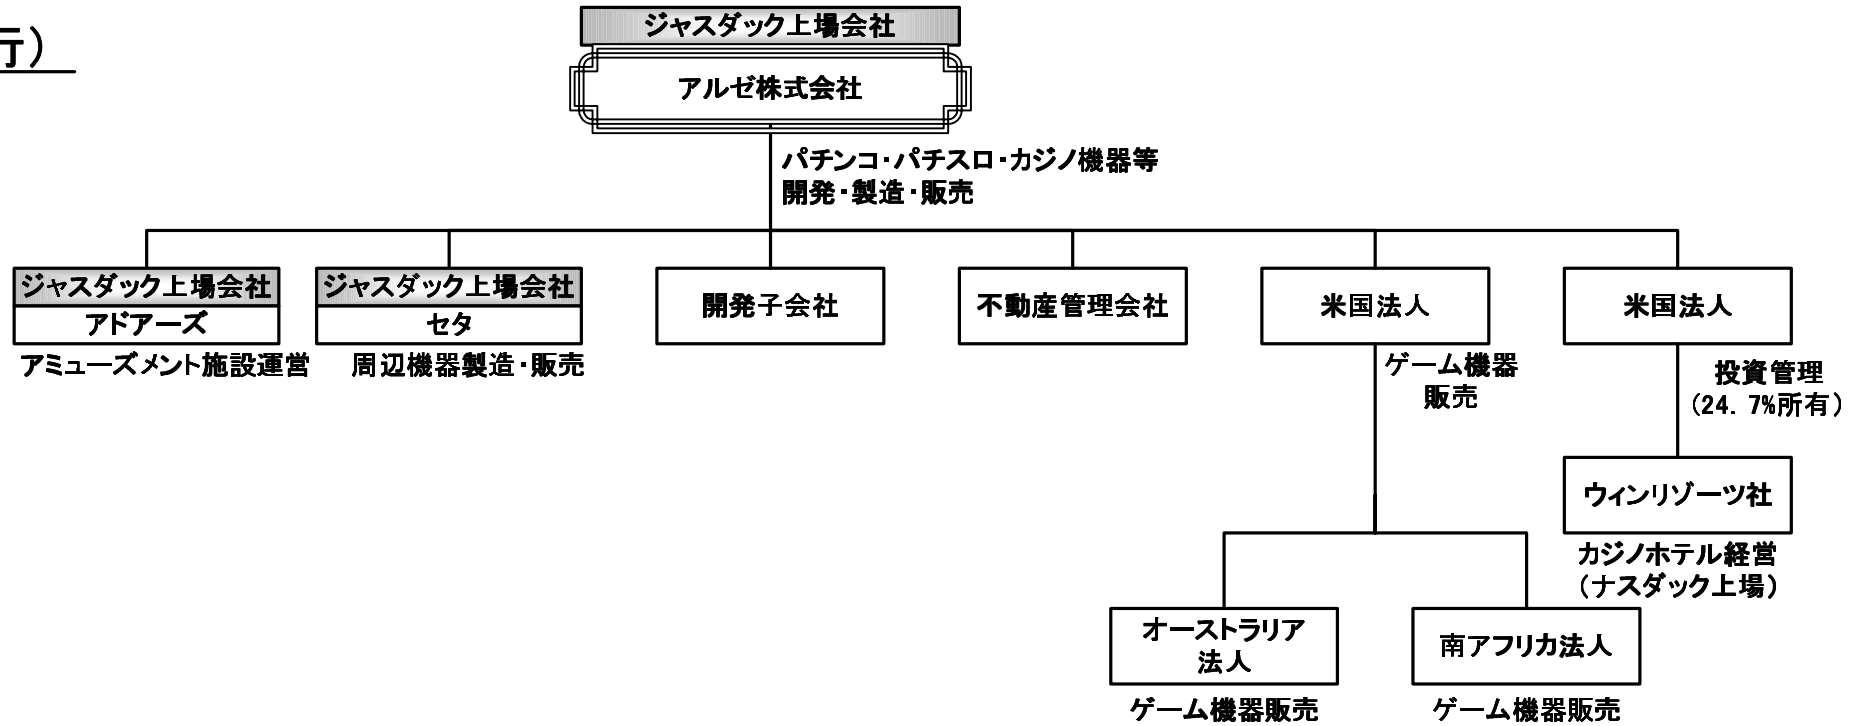 行)
ジャスダック上場会社
アルゼ株式会社
パチンコ・パチスロ・カジノ機器等
開発・製造・販売
ジャスダック上場会社
アドアーズ
アミューズメント施設運営
ジャスダック上場会社
セタ
周辺機器製造・販売
開発子会社
不動産管理会社
米国法人
ゲーム機器
販売
米国法人
投資管理
(24．7%所有)
ウィンリゾーツ社
カジノホテル経営
(ナスダック上場)
オーストラリア
法人
ゲーム機器販売
南アフリカ法人
ゲーム機器販売